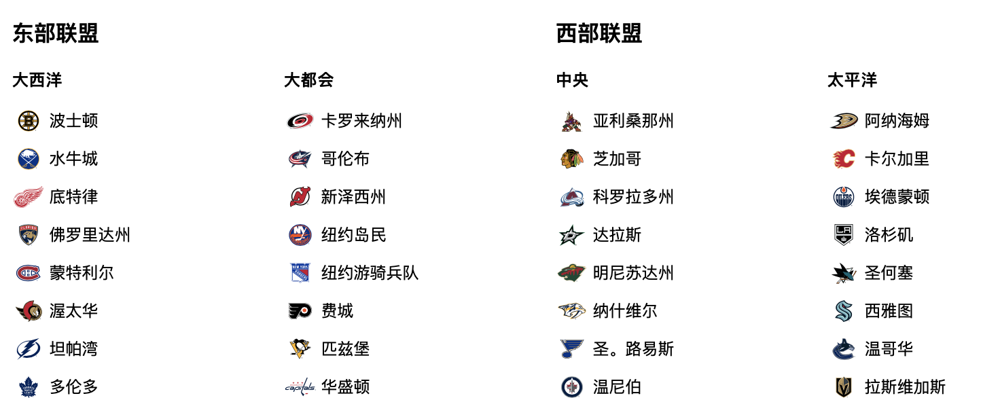 东部联盟
大西洋
波士顿
水牛城
底特律
佛罗里达州
蒙特利尔
渥太华
坦帕湾
多伦多
大都会
卡罗来纳州
哥伦布
新泽西州
纽约岛民
纽约游骑兵队
费城
匹兹堡
capitals
华盛顿
西部联盟
中央
亚利桑那州
芝加哥
科罗拉多州
达拉斯
明尼苏达州
纳什维尔
圣。路易斯
温尼伯
太平洋
阿纳海姆
卡尔加里
OILERS
埃德蒙顿
LA
洛杉矶
圣何塞
西雅图
温哥华
拉斯维加斯